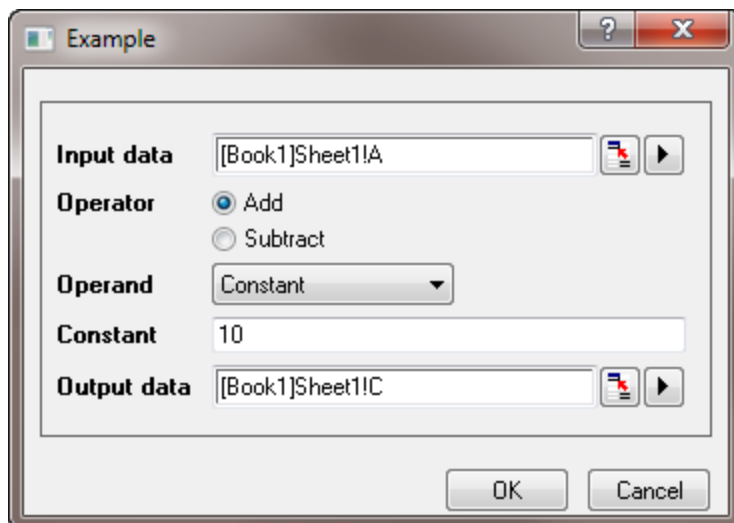 Example
?
Input data [Book1]Sheet1!A
Operator Add
Subtract
Operand Constant
Constant 10
Output data [Book1]Sheet1!C
OK Cancel